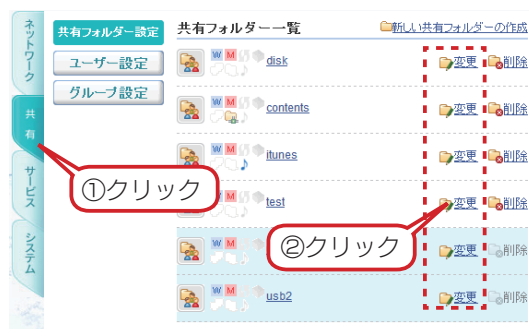 ネットワーク
共有
サービス
システム
共有フォルダー設定
ユーザー設定
グループ設定
共有フォルダー一覧
新しい共有フォルダーの作成
W M disk 変更 削除
W M contents 変更 削除
W M itunes 変更 削除
W M test 変更 削除
W M 変更 削除
W M usb2 変更 削除
①クリック
②クリック